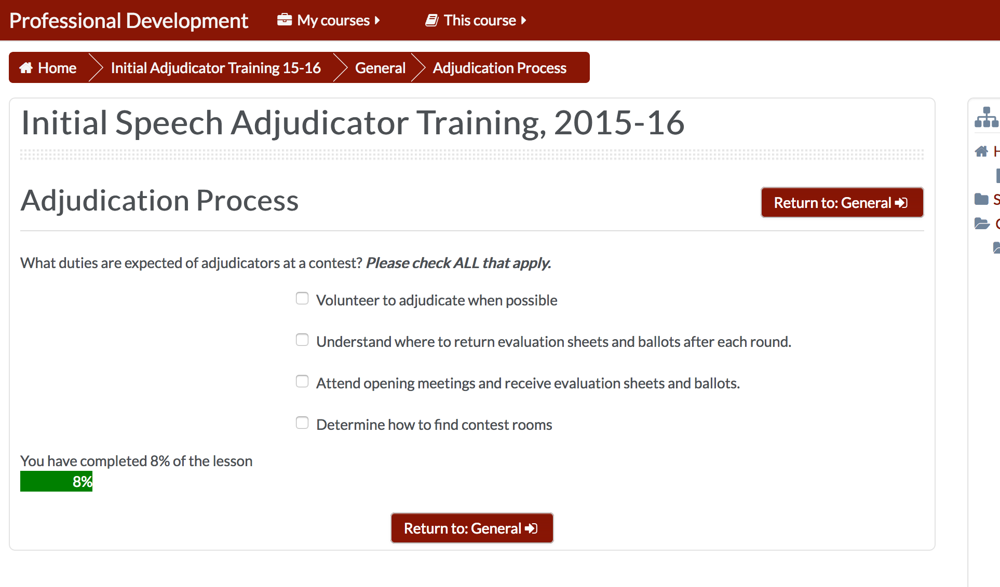 Professional Development My courses This course
Home Initial Adjudicator Training 15-16 General Adjudication Process
Initial Speech Adjudicator Training, 2015-16
Adjudication Process
Return to: General
What duties are expected of adjudicators at a contest? Please check ALL that apply.
Volunteer to adjudicate when possible
Understand where to return evaluation sheets and ballots after each round.
Attend opening meetings and receive evaluation sheets and ballots.
Determine how to find contest rooms
You have completed 8% of the lesson
8%
Return to: General